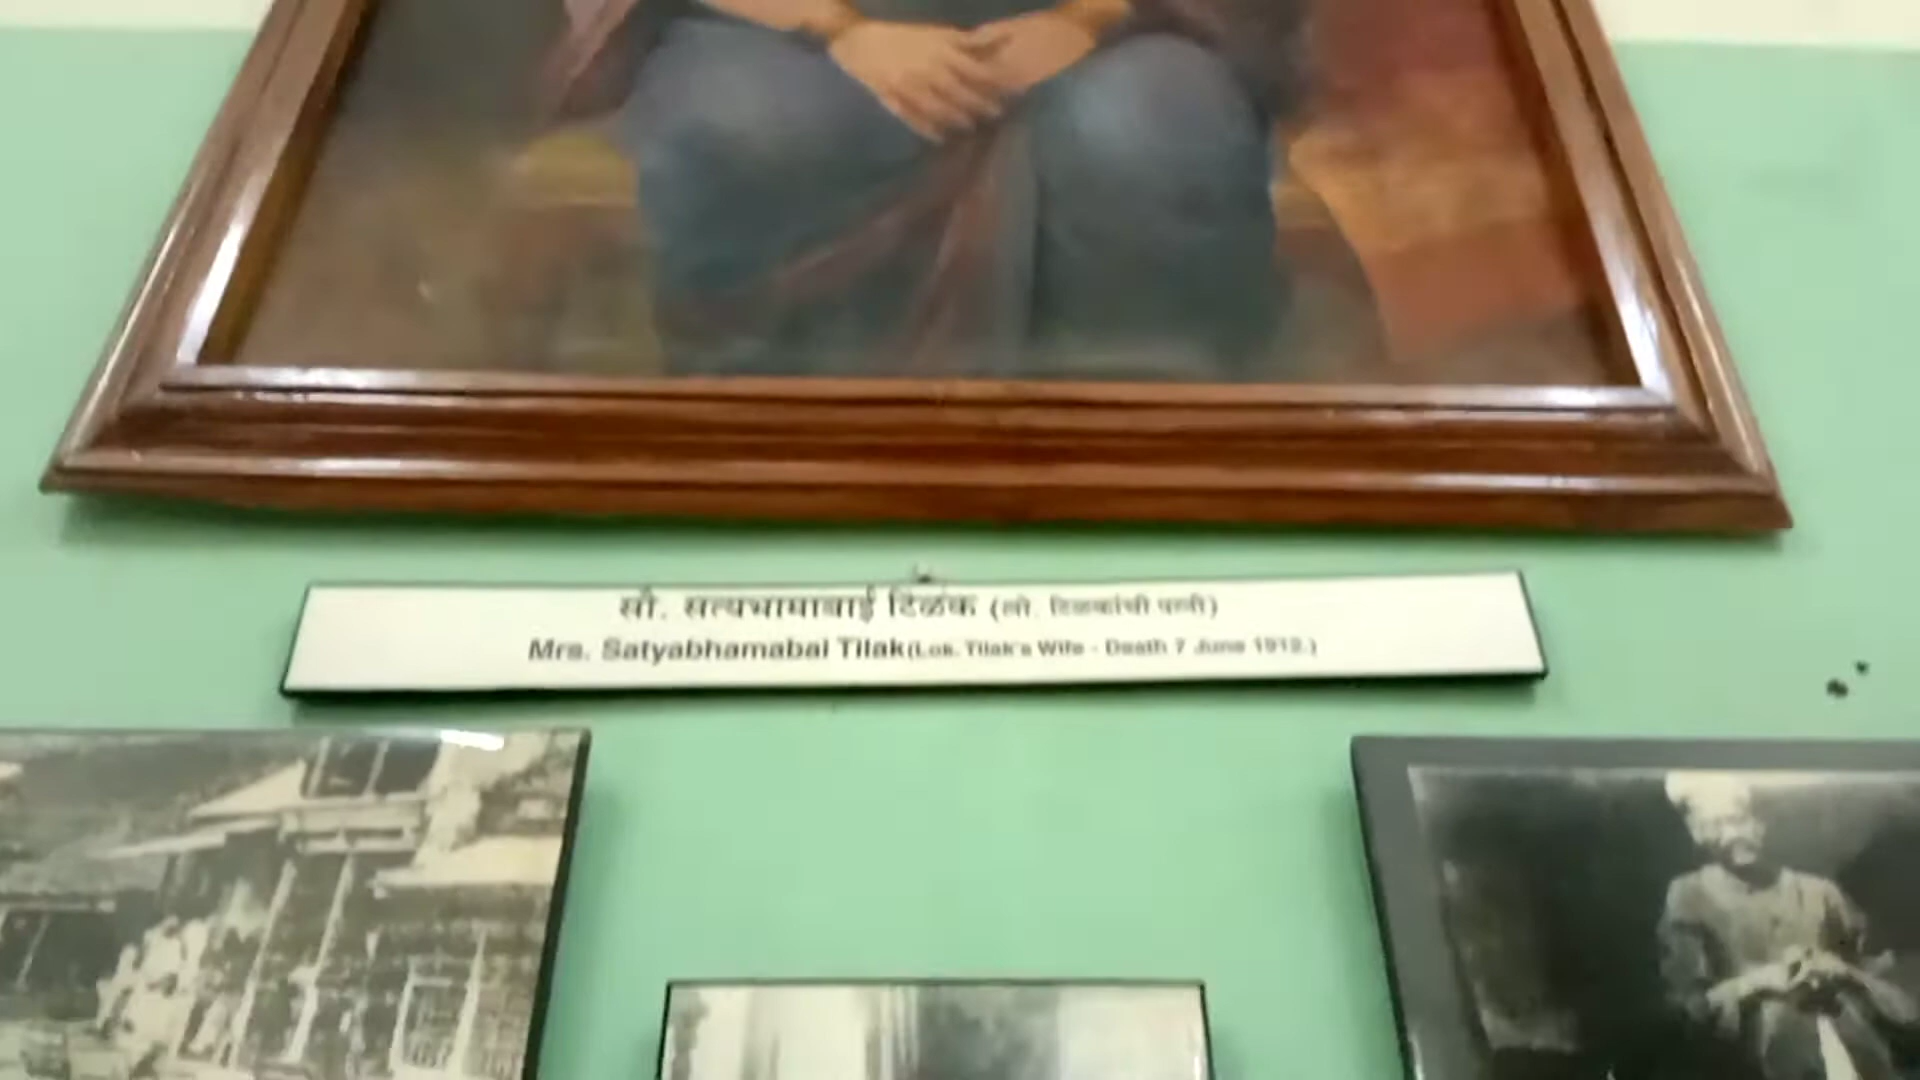 सौ. सत्यभामाबाई टिळक (लो. टिळकांची पत्नी)
Mrs. Satyabhamabai Tilak(Lok. Tilak's Wife - Death 7 June 1912.)